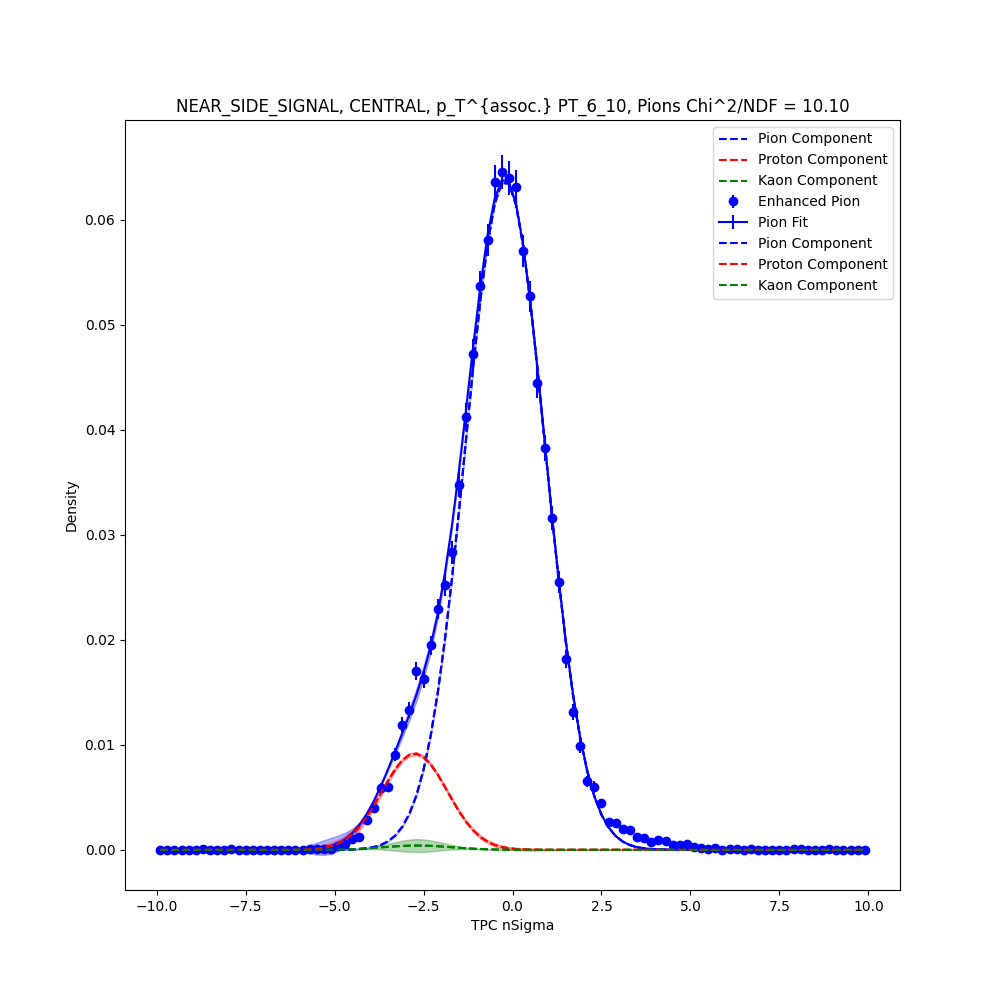 NEAR_SIDE_SIGNAL, CENTRAL, p_T^{assoc.} PT_6_10, Pions Chi^2/NDF = 10.10
Pion Component
Proton Component
Kaon Component
Enhanced Pion
Pion Fit
Pion Component
Proton Component
Kaon Component
0.06
0.05
0.04
0.03
0.02
0.01
0.00
Density
−10.0 −7.5 −5.0 −2.5 0.0 2.5 5.0 7.5 10.0
TPC nSigma